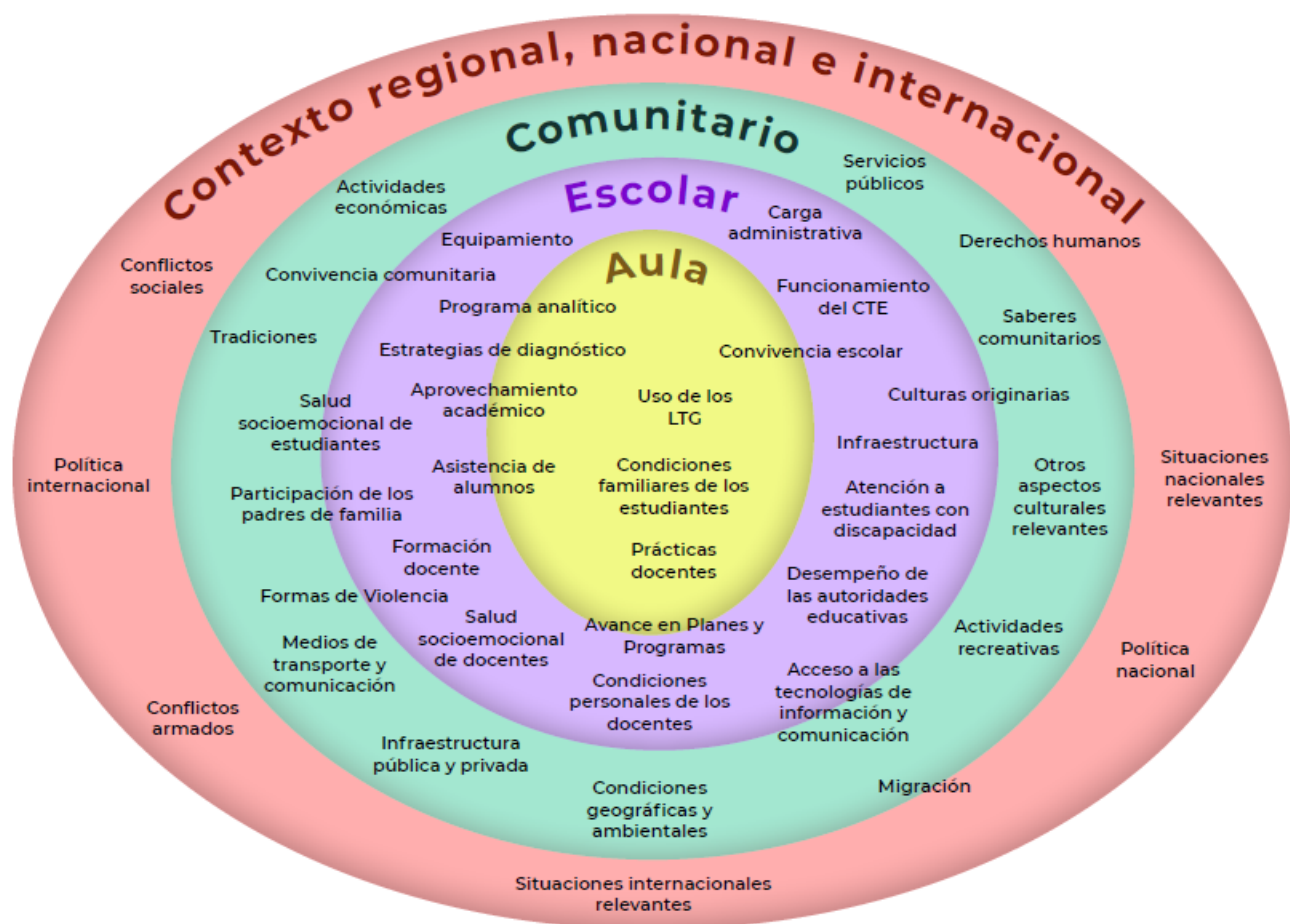 Contexto regional, nacional e internacional
Comunitario
Escolar
Aula
Servicios
públicos
Actividades
económicas
Carga
administrativa
Equipamiento
Derechos humanos
Conflictos
sociales
Convivencia comunitaria
Funcionamiento
del CTE
Programa analítico
Saberes
comunitarios
Tradiciones
Estrategias de diagnóstico
Convivencia escolar
Aprovechamiento
académico
Uso de los
LTG
Culturas originarias
Salud
socioemocional de
estudiantes
Infraestructura
Política
internacional
Asistencia de
alumnos
Condiciones
familiares de los
estudiantes
Otros
aspectos
culturales
relevantes
Situaciones
nacionales
relevantes
Participación de los
padres de familia
Atención a
estudiantes con
discapacidad
Formación
docente
Prácticas
docentes
Desempeño de
las autoridades
educativas
Formas de Violencia
Salud
socioemocional
de docentes
Avance en Planes y
Programas
Actividades
recreativas
Medios de
transporte y
comunicación
Política
nacional
Condiciones
personales de los
docentes
Acceso a las
tecnologías de
información y
comunicación
Conflictos
armados
Infraestructura
pública y privada
Condiciones
geográficas y
ambientales
Migración
Situaciones internacionales
relevantes